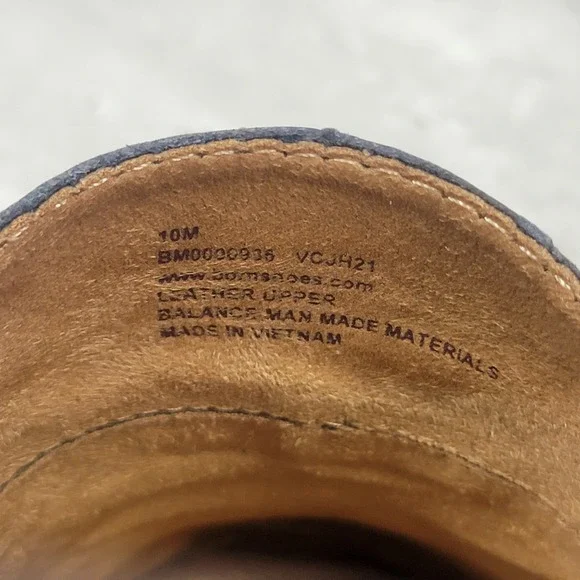 10M
BM0000936 VCJH21
www.bornshoes.com
LEATHER UPPER
BALANCE MAN MADE MATERIALS
MADE IN VIETNAM